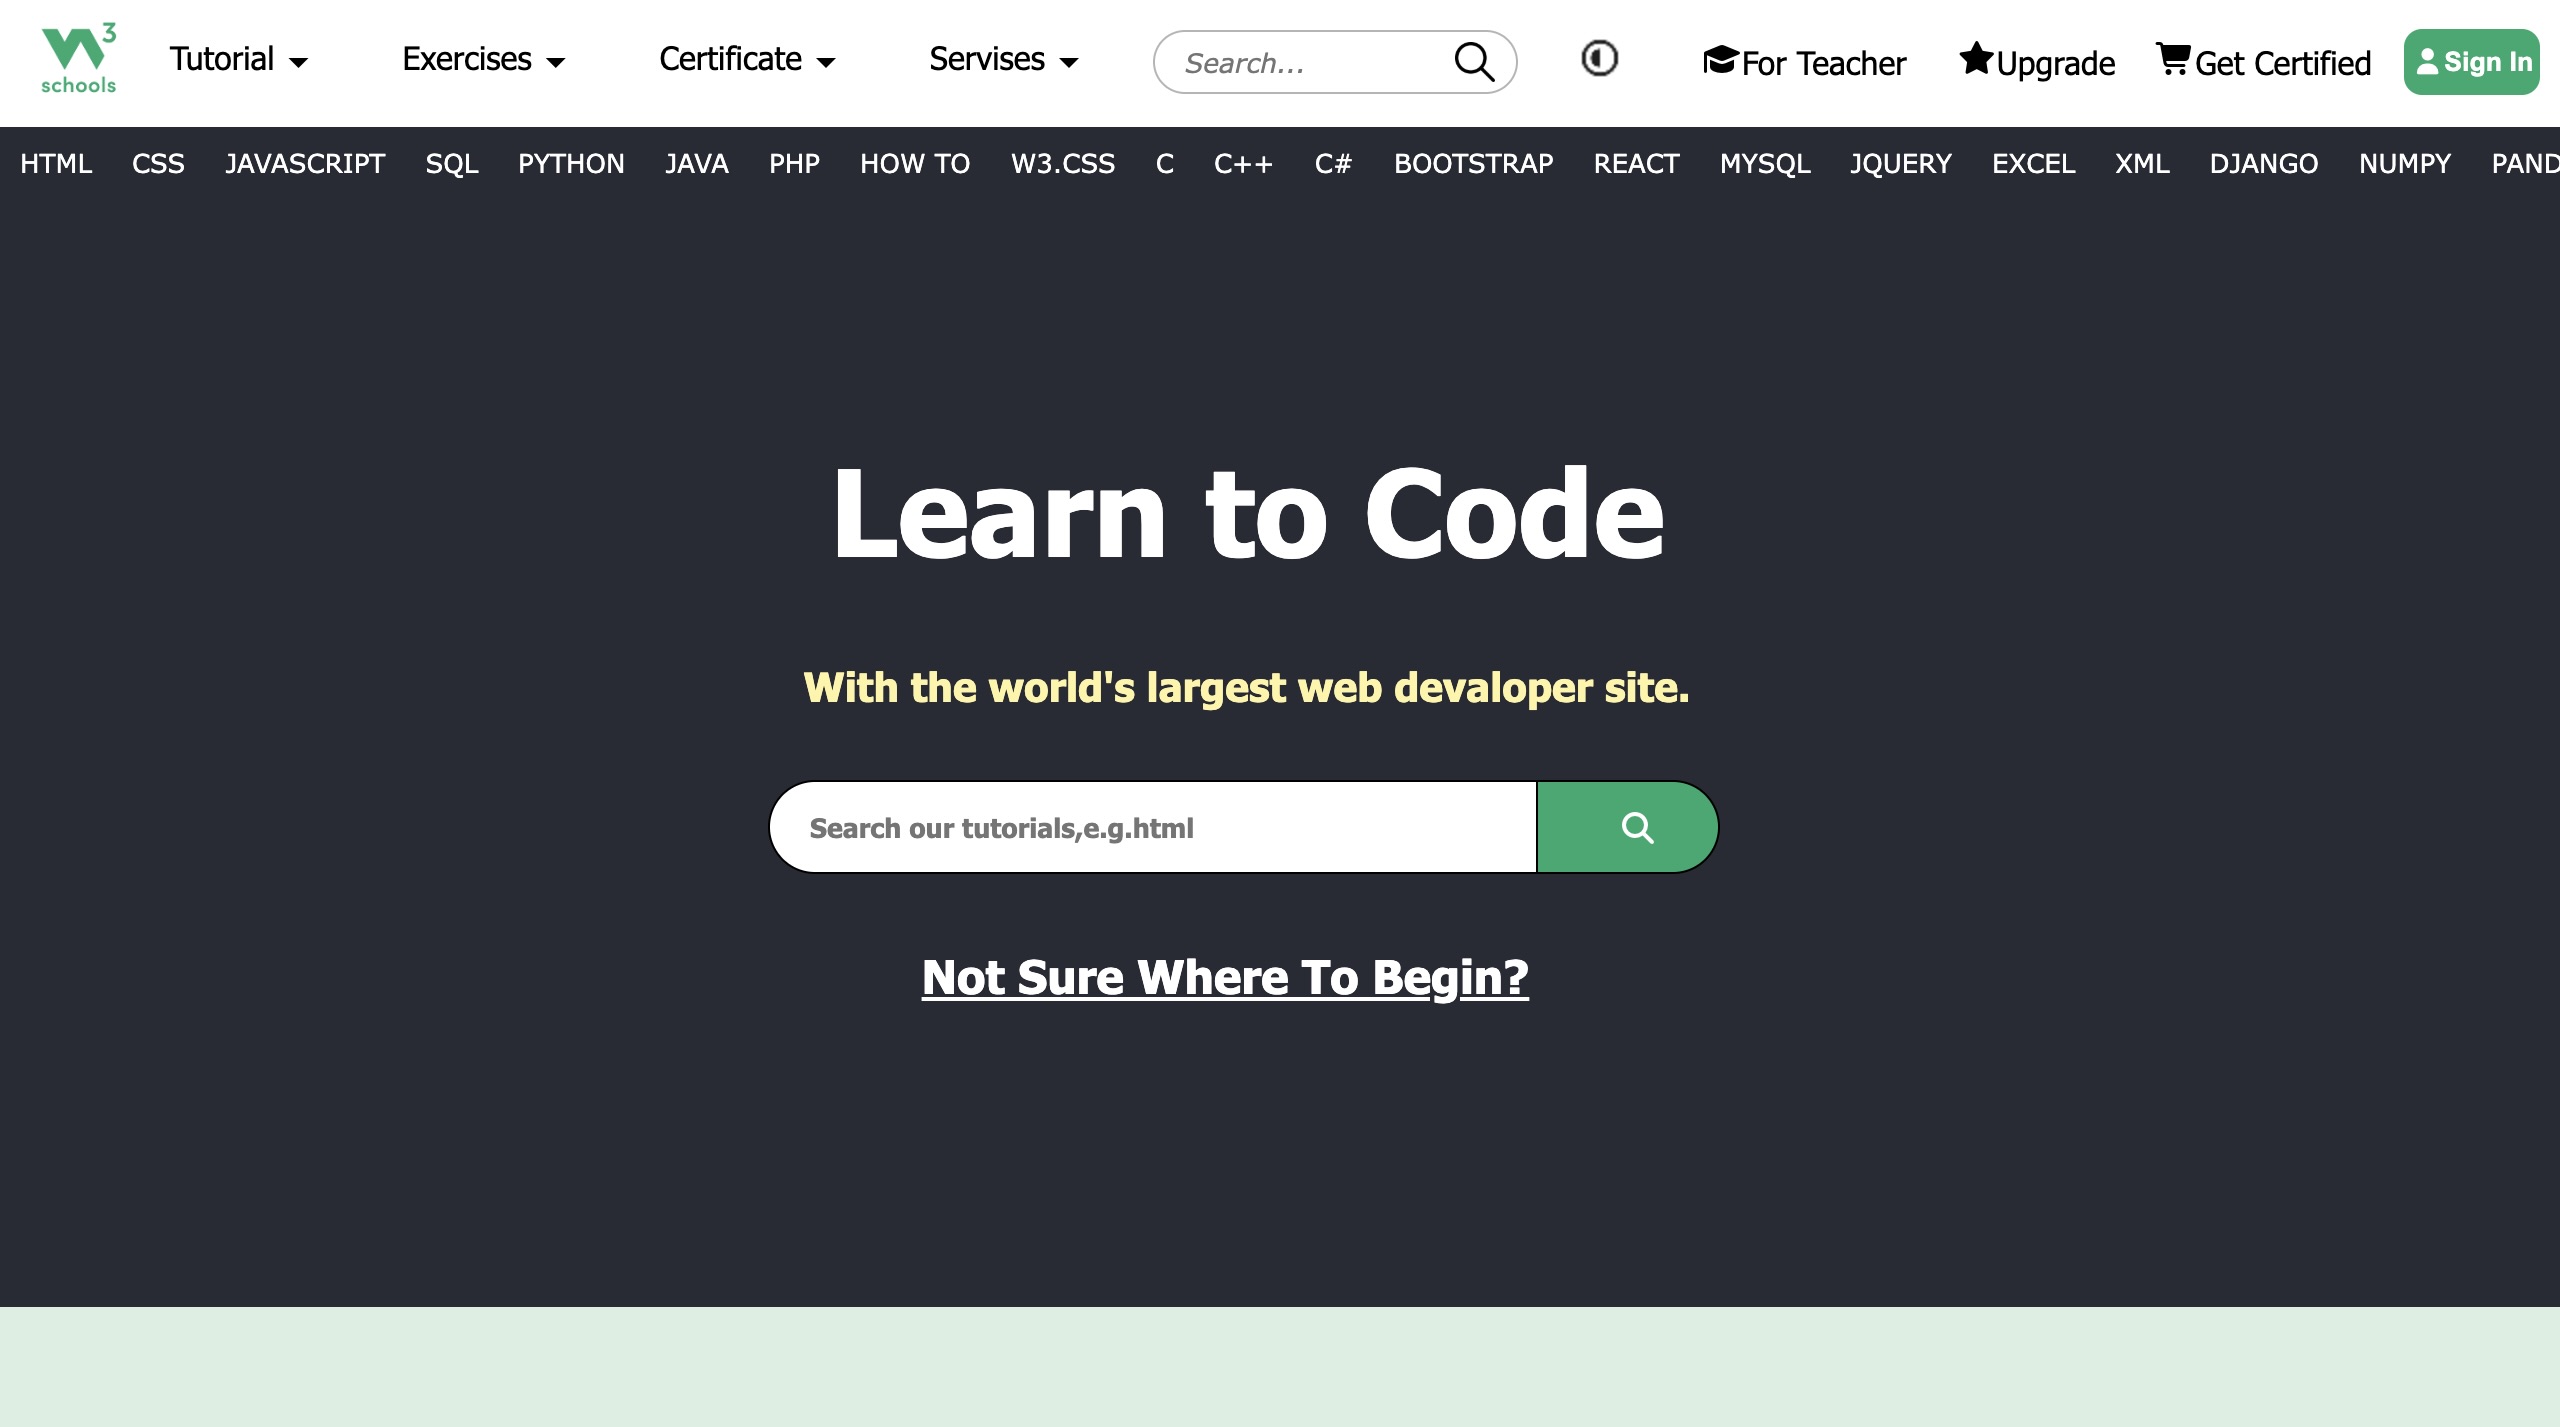 W3 schools
Tutorial Exercises Certificate Servises Search... For Teacher Upgrade Get Certified Sign In
HTML CSS JAVASCRIPT SQL PYTHON JAVA PHP HOW TO W3.CSS C C++ C# BOOTSTRAP REACT MYSQL JQUERY EXCEL XML DJANGO NUMPY PAND
Learn to Code
With the world's largest web devaloper site.
Search our tutorials,e.g.html
Not Sure Where To Begin?